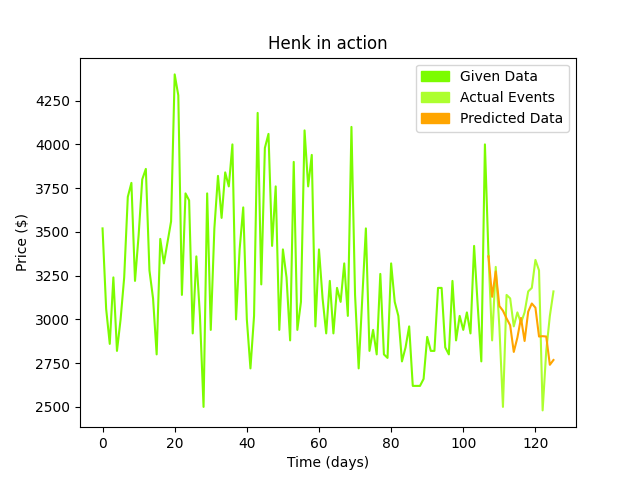 Henk in action
Given Data
Actual Events
Predicted Data
Price ($)
4250
4000
3750
3500
3250
3000
2750
2500
0 20 40 60 80 100 120
Time (days)